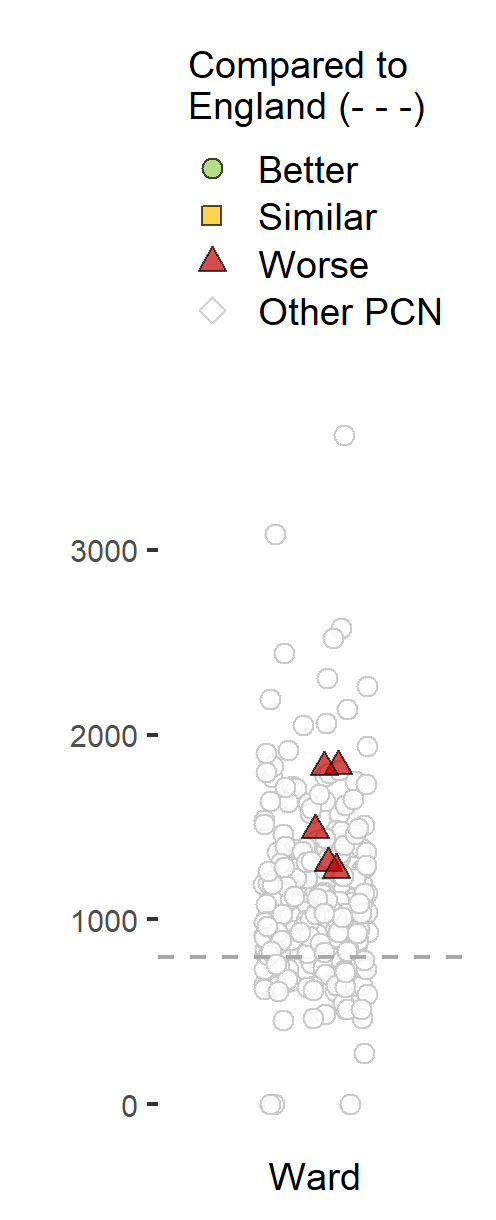 Compared to
England (- - -)
Better
Similar
Worse
Other PCN
3000
2000
1000
0
Ward